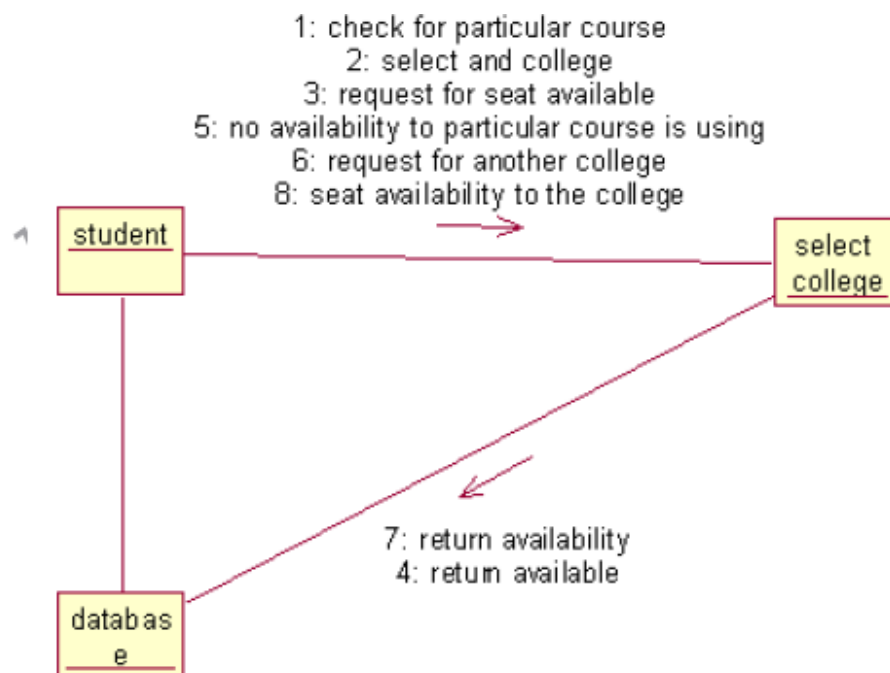 1: check for particular course
2: select and college
3: request for seat available
5: no availability to particular course is using
6: request for another college
8: seat availability to the college
student
select
college
7: return availability
4: return available
databas
e